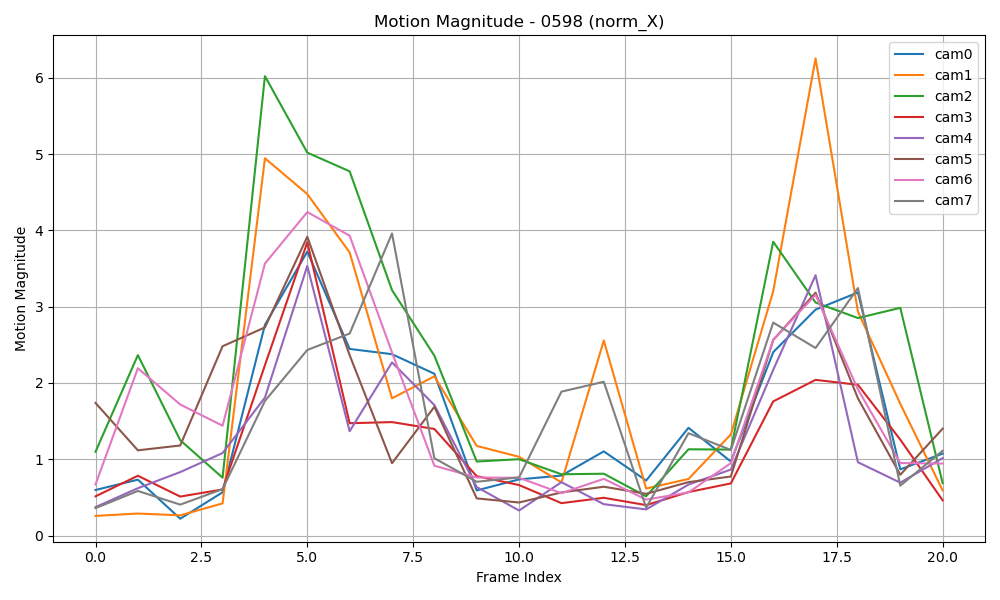 Motion Magnitude - 0598 (norm_X)
Motion Magnitude
6
5
4
3
2
1
0
cam0
cam1
cam2
cam3
cam4
cam5
cam6
cam7
0.0 2.5 5.0 7.5 10.0 12.5 15.0 17.5 20.0
Frame Index